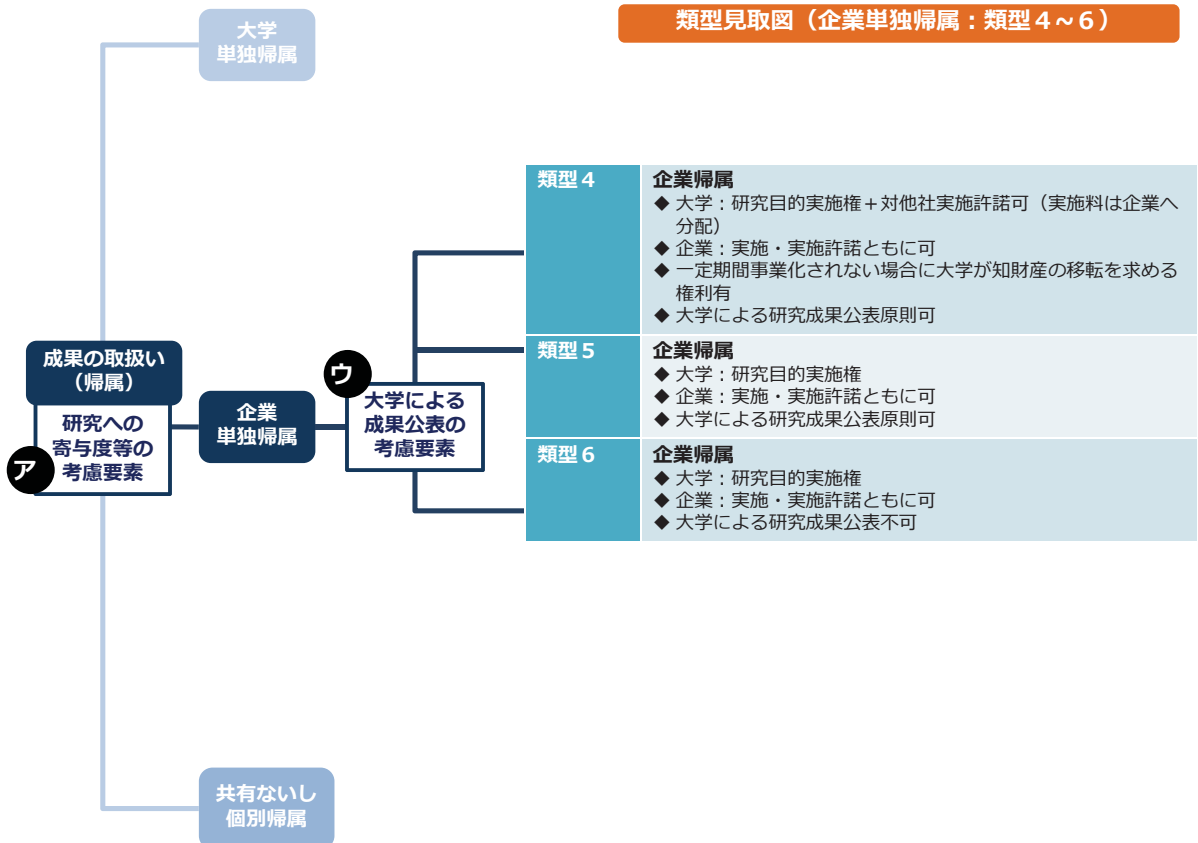 類型見取図（企業単独帰属：類型４～６）
大学
単独帰属
成果の取扱い
（帰属）
研究への
寄与度等の
考慮要素
ア
企業
単独帰属
ウ
大学による
成果公表の
考慮要素
類型４
企業帰属
◆ 大学：研究目的実施権＋対他社実施許諾可（実施料は企業へ
分配）
◆ 企業：実施・実施許諾ともに可
◆ 一定期間事業化されない場合に大学が知財産の移転を求める
権利有
◆ 大学による研究成果公表原則可
類型５
企業帰属
◆ 大学：研究目的実施権
◆ 企業：実施・実施許諾ともに可
◆ 大学による研究成果公表原則可
類型６
企業帰属
◆ 大学：研究目的実施権
◆ 企業：実施・実施許諾ともに可
◆ 大学による研究成果公表不可
共有ないし
個別帰属